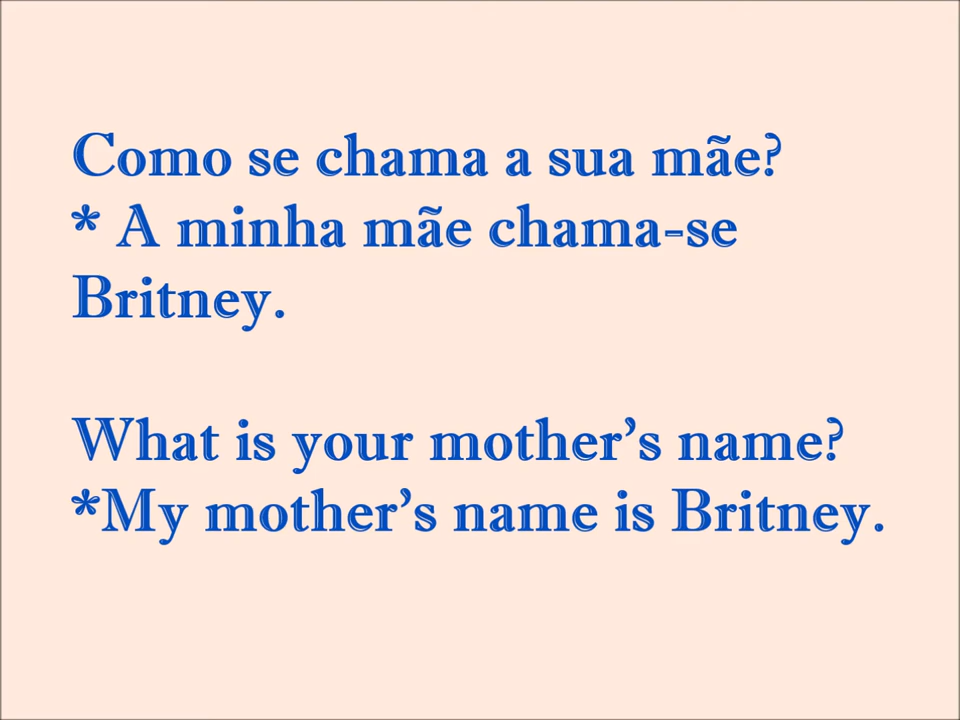 Como se chama a sua mãe?
* A minha mãe chama-se
Britney.
What is your mother’s name?
*My mother’s name is Britney.